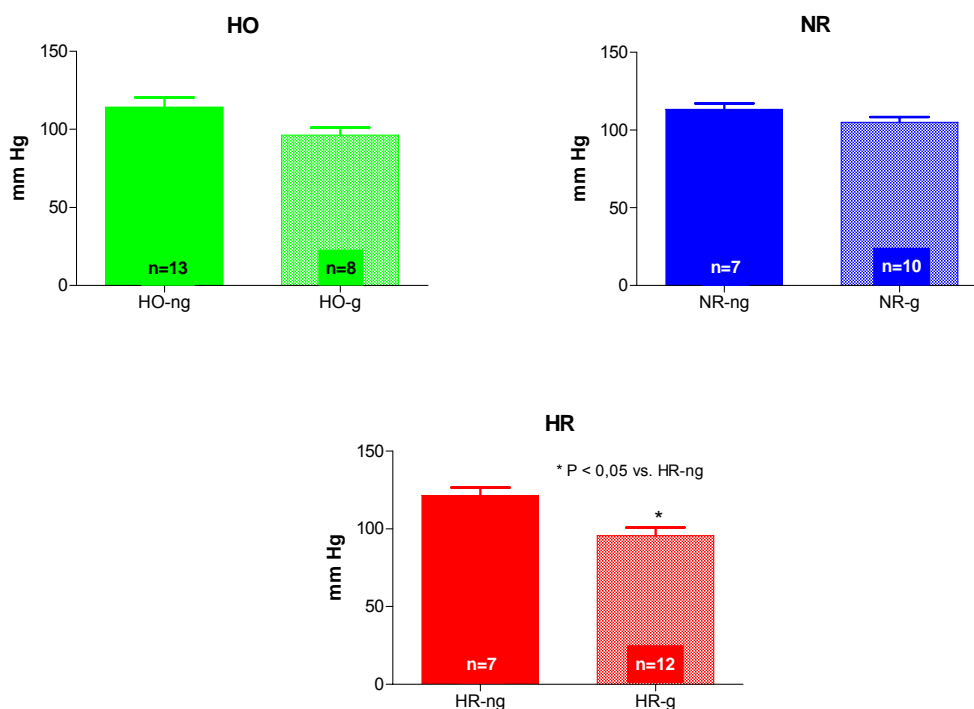 HO
150
100
50
0
mm Hg
n=13
n=8
HO-ng
HO-g
NR
150
100
50
0
mm Hg
n=7
n=10
NR-ng
NR-g
HR
150
100
50
0
mm Hg
* P < 0,05 vs. HR-ng
*
n=7
n=12
HR-ng
HR-g